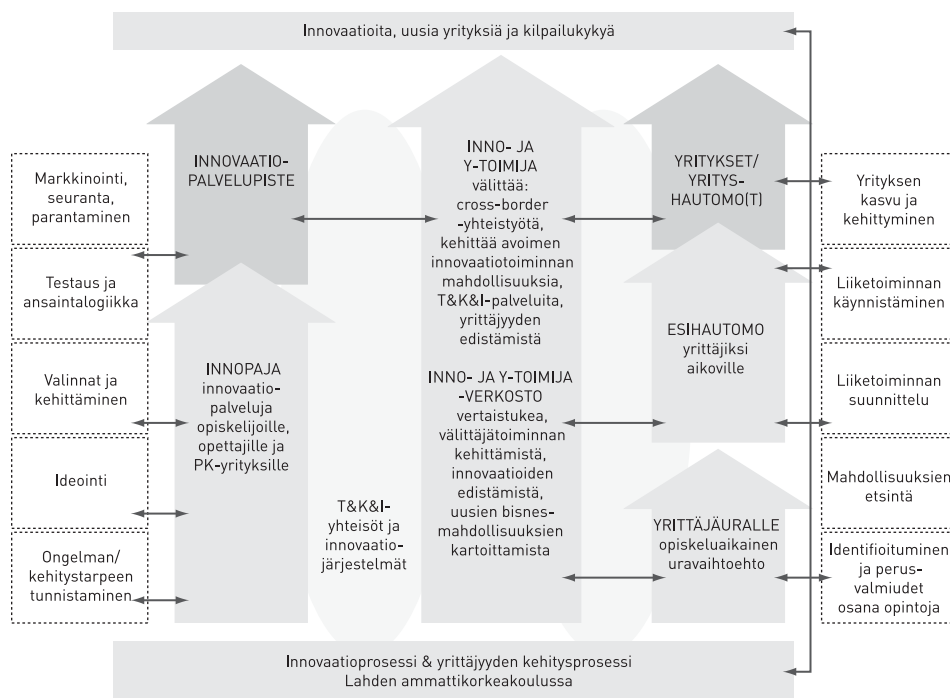 Innovaatioita, uusia yrityksiä ja kilpailukykyä
Markkinointi,
seuranta,
parantaminen
Testaus ja
ansaintalogiikka
Valinnat ja
kehittäminen
Ideointi
Ongelman/
kehitystarpeen
tunnistaminen
INNOVAATIO-
PALVELUPISTE
INNOPAJA
innovaatio-
palveluja
opiskelijoille,
opettajille ja
PK-yrityksille
T&K&I-
yhteisöt ja
innovaatio-
järjestelmät
INNO- JA
Y-TOIMIJA
välittää:
cross-border
-yhteistyötä,
kehittää avoimen
innovaatiotoiminnan
mahdollisuuksia,
T&K&I-palveluita,
yrittäjyyden
edistämistä
INNO- JA Y-TOIMIJA
-VERKOSTO
vertaistukea,
välittäjätoiminnan
kehittämistä,
innovaatioiden
edistämistä,
uusien bisnes-
mahdollisuuksien
kartoittamista
YRITYKSET/
YRITYS-
HAUTOMO(T)
ESIHAUTOMO
yrittäjiksi
aikoville
YRITTÄJÄURALLE
opiskeluaikainen
uravaihtoehto
Yrityksen
kasvu ja
kehittyminen
Liiketoiminnan
käynnistäminen
Liiketoiminnan
suunnittelu
Mahdollisuuksien
etsintä
Identifioituminen
ja perus-
valmiudet
osana opintoja
Innovaatioprosessi & yrittäjyyden kehitysprosessi
Lahden ammattikorkeakoulussa